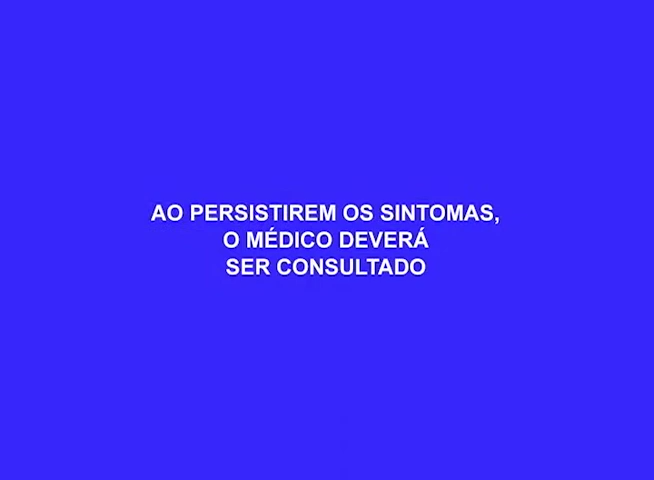 AO PERSISTIREM OS SINTOMAS,
O MÉDICO DEVERÁ
SER CONSULTADO